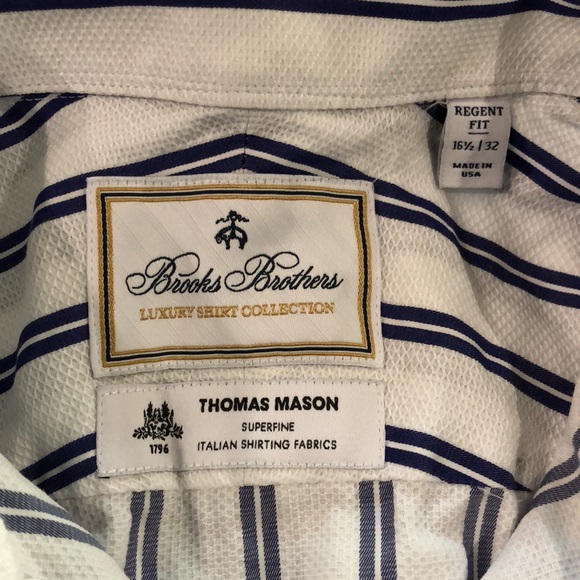 REGENT
FIT
16½ / 32
MADE IN
USA
Brooks Brothers
LUXURY SHIRT COLLECTION
1796
THOMAS MASON
SUPERFINE
ITALIAN SHIRTING FABRICS